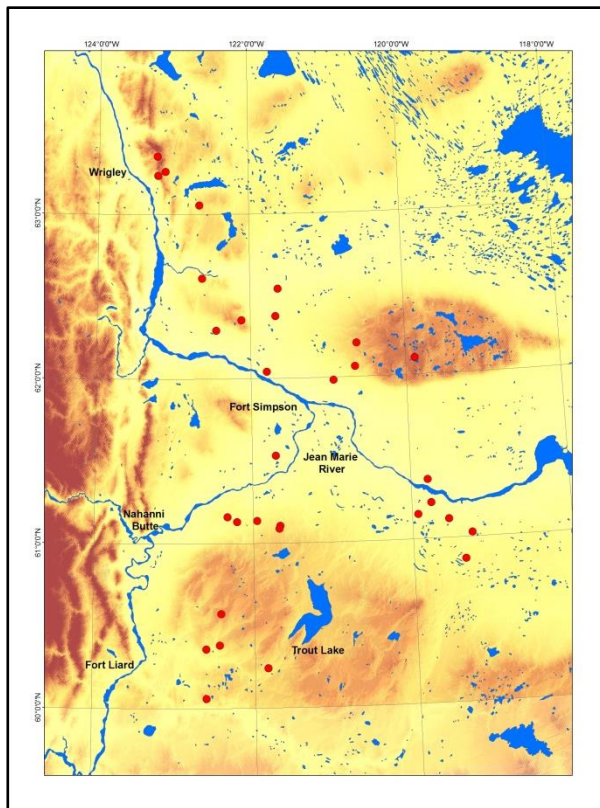 124°0'0"W 122°0'0"W 120°0'0"W 118°0'0"W
Wrigley
63°0'0"N
62°0'0"N
Fort Simpson
Jean Marie
River
Nahanni
Butte
61°0'0"N
Trout Lake
Fort Liard
60°0'0"N